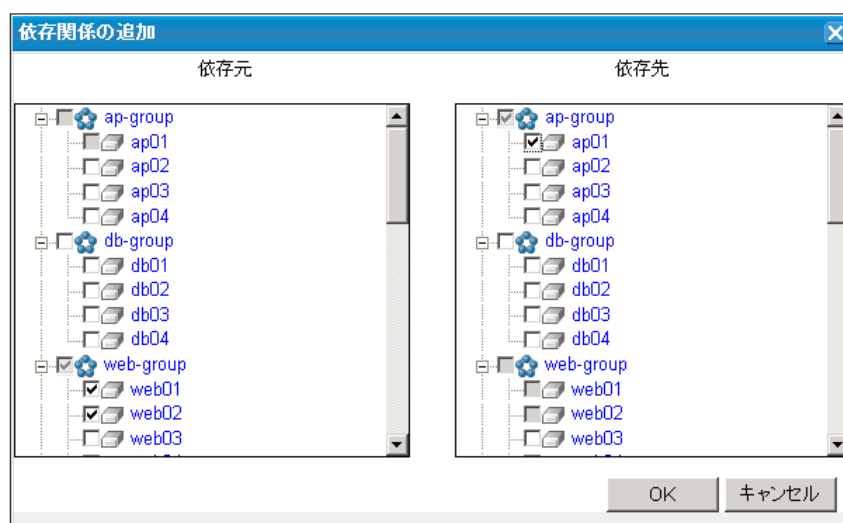 依存関係の追加
依存元
依存先
ap-group
ap01
ap02
ap03
ap04
db-group
db01
db02
db03
db04
web-group
web01
web02
web03
ap-group
ap01
ap02
ap03
ap04
db-group
db01
db02
db03
db04
web-group
web01
web02
web03
OK
キャンセル